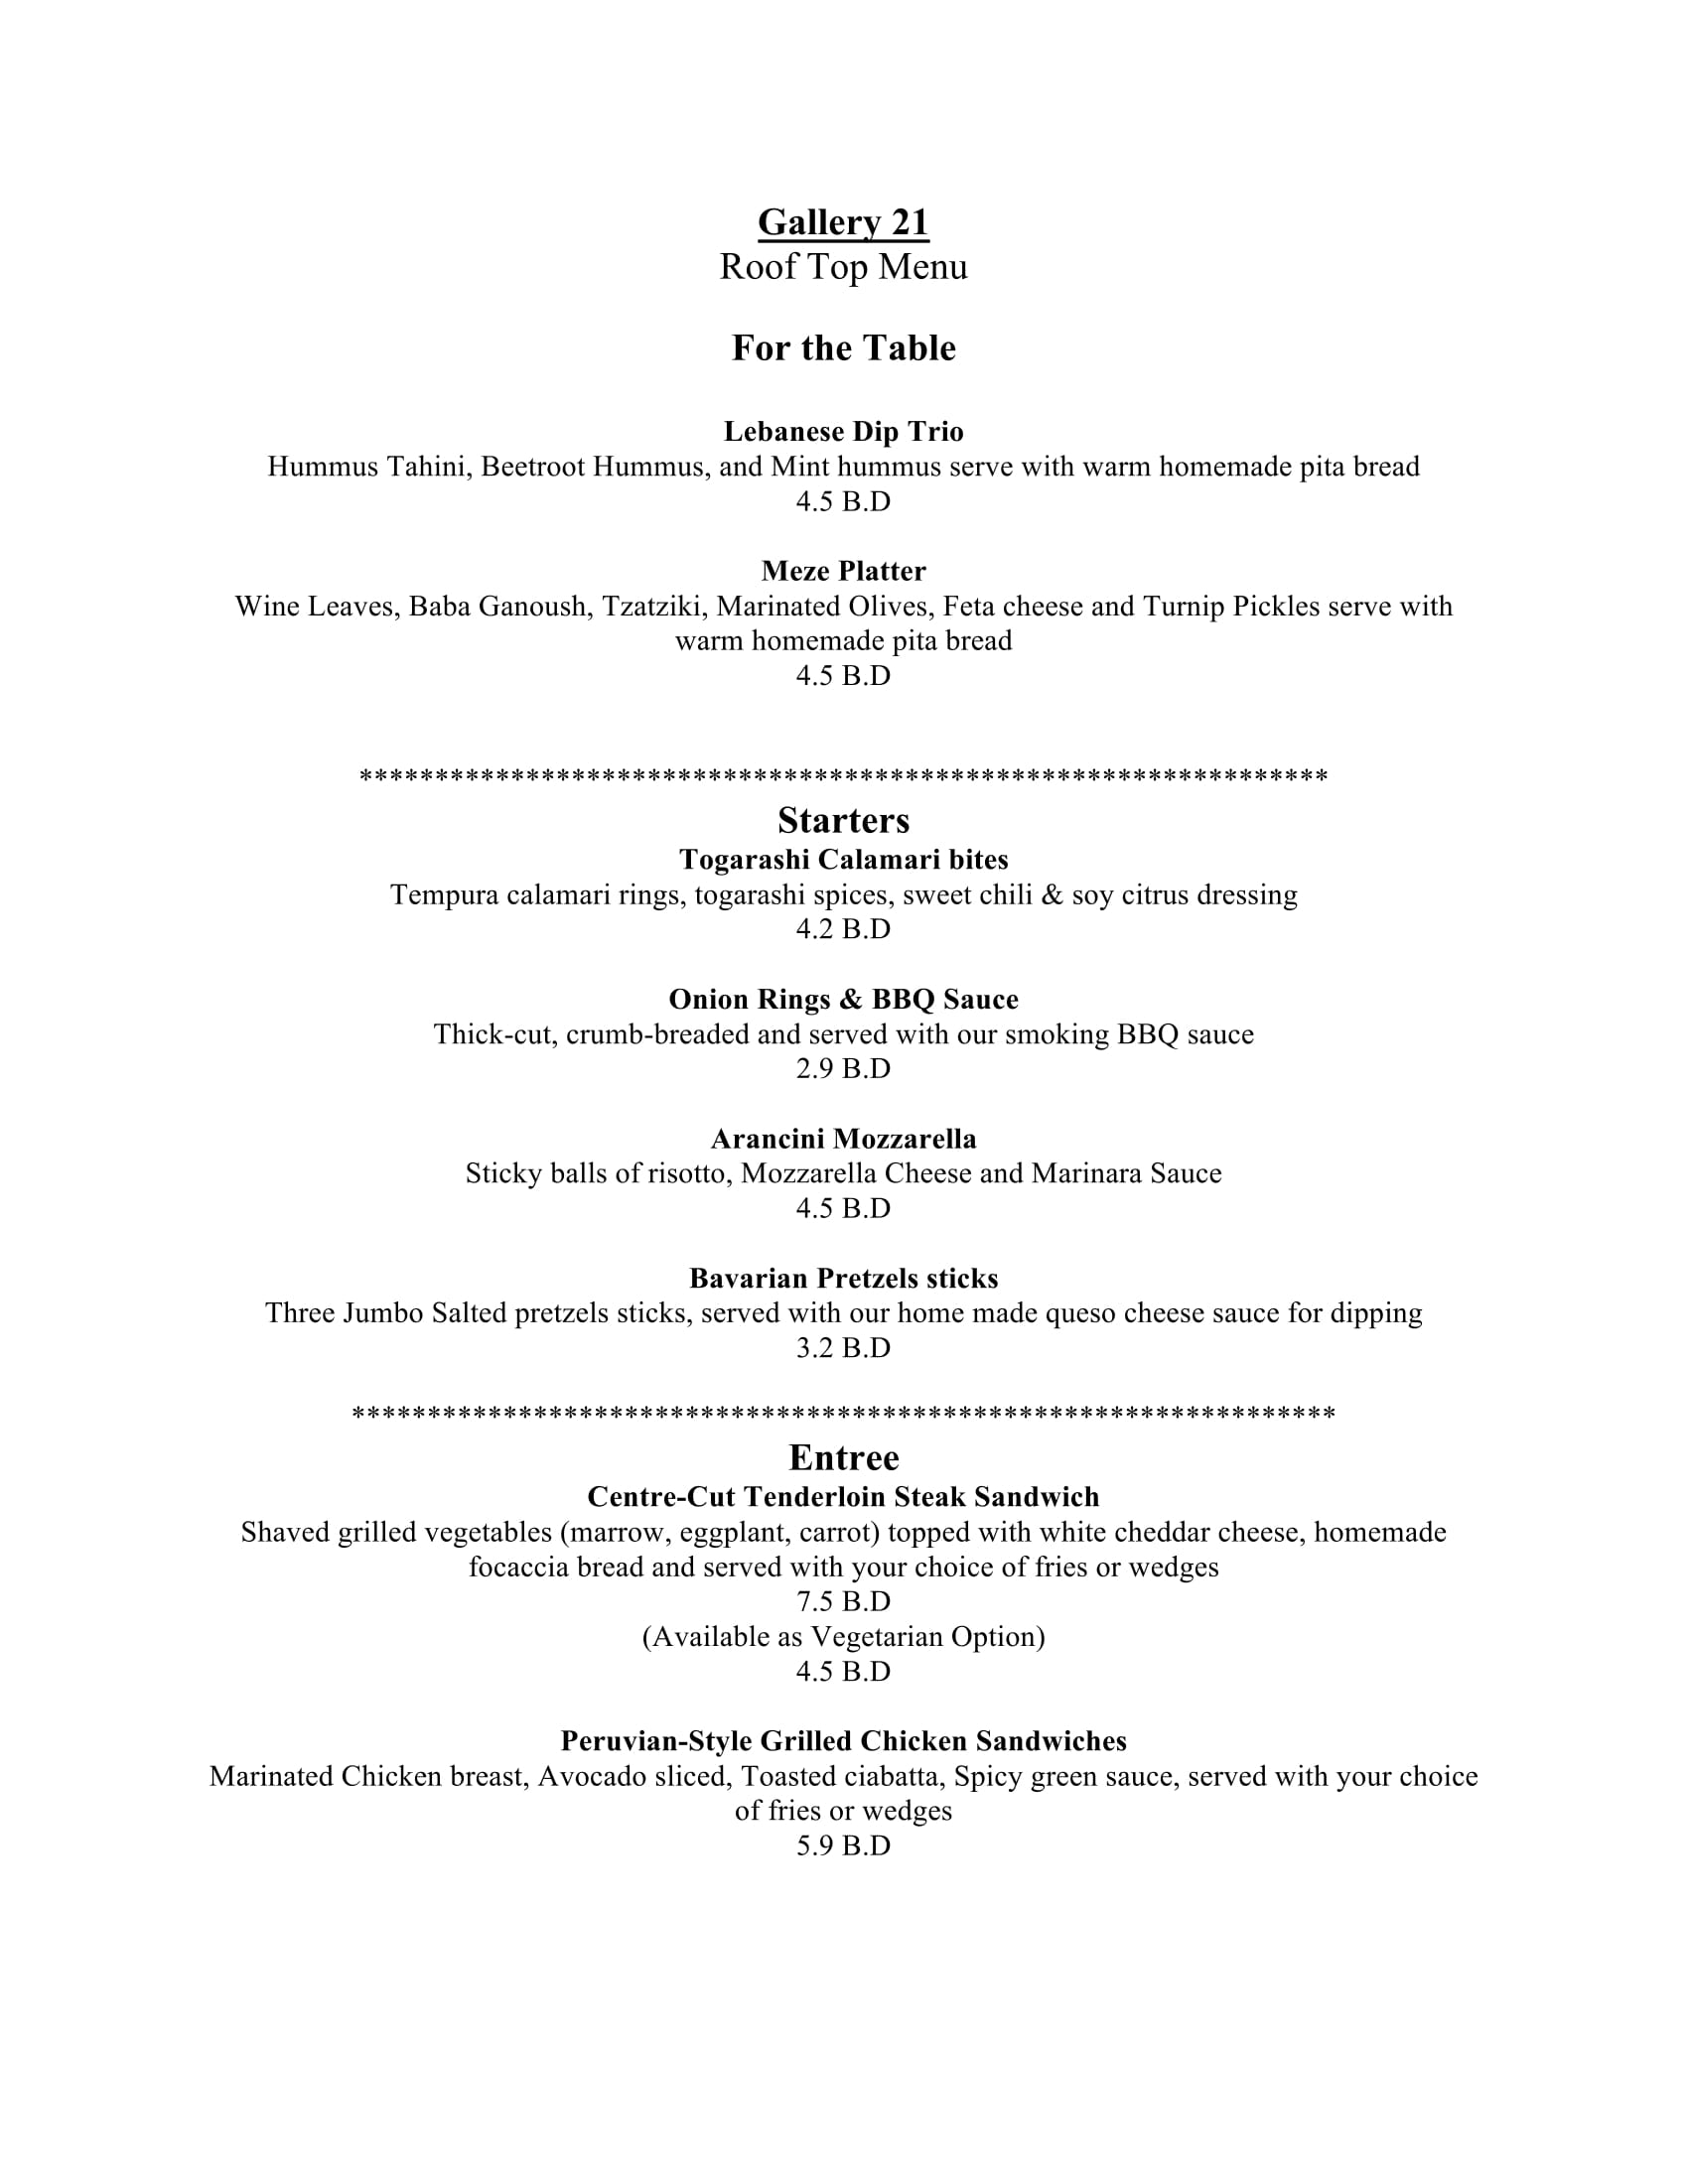 Gallery 21
Roof Top Menu
For the Table
Lebanese Dip Trio
Hummus Tahini, Beetroot Hummus, and Mint hummus serve with warm homemade pita bread
4.5 B.D
Meze Platter
Wine Leaves, Baba Ganoush, Tzatziki, Marinated Olives, Feta cheese and Turnip Pickles serve with
warm homemade pita bread
4.5 B.D
****************************************************************
Starters
Togarashi Calamari bites
Tempura calamari rings, togarashi spices, sweet chili & soy citrus dressing
4.2 B.D
Onion Rings & BBQ Sauce
Thick-cut, crumb-breaded and served with our smoking BBQ sauce
2.9 B.D
Arancini Mozzarella
Sticky balls of risotto, Mozzarella Cheese and Marinara Sauce
4.5 B.D
Bavarian Pretzels sticks
Three Jumbo Salted pretzels sticks, served with our home made queso cheese sauce for dipping
3.2 B.D
*****************************************************************
Entree
Centre-Cut Tenderloin Steak Sandwich
Shaved grilled vegetables (marrow, eggplant, carrot) topped with white cheddar cheese, homemade
focaccia bread and served with your choice of fries or wedges
7.5 B.D
(Available as Vegetarian Option)
4.5 B.D
Peruvian-Style Grilled Chicken Sandwiches
Marinated Chicken breast, Avocado sliced, Toasted ciabatta, Spicy green sauce, served with your choice
of fries or wedges
5.9 B.D